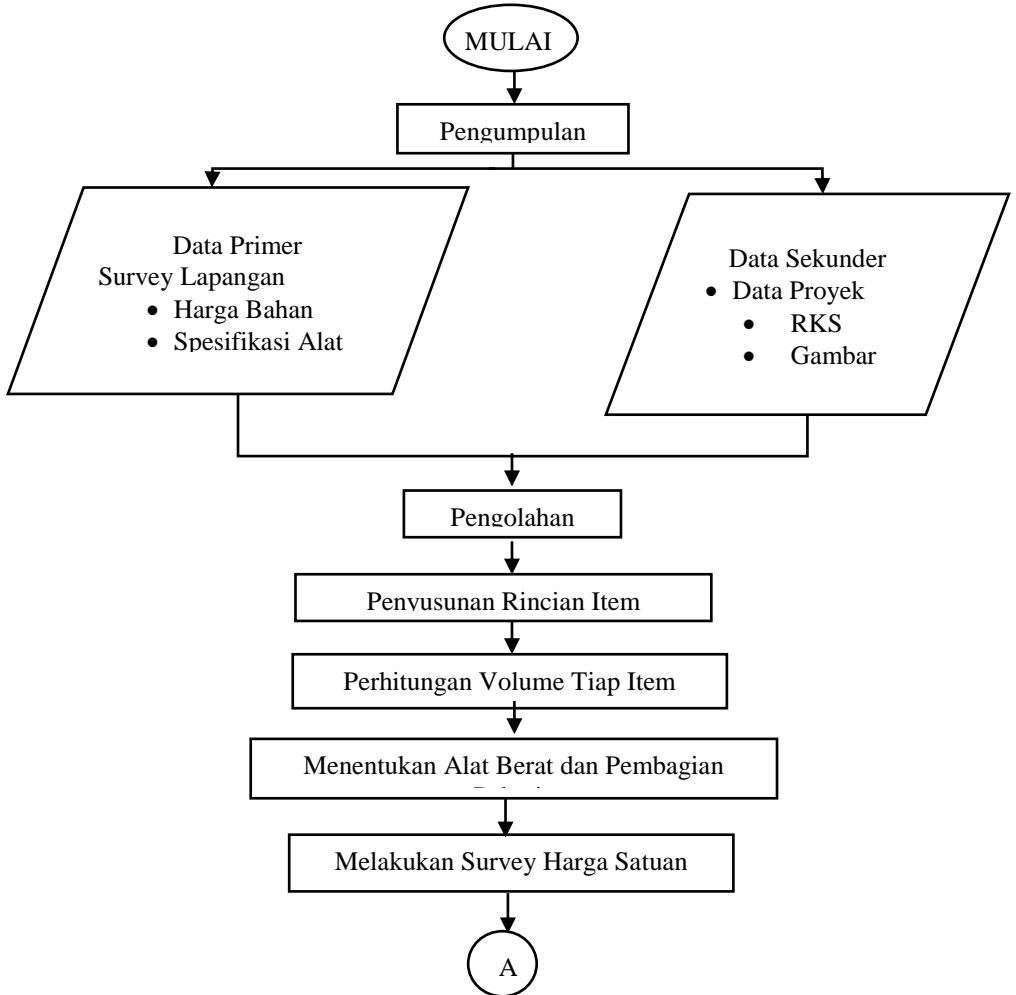 MULAI
Pengumpulan
Data Primer
Survey Lapangan
• Harga Bahan
• Spesifikasi Alat
Data Sekunder
• Data Proyek
• RKS
• Gambar
Pengolahan
Penyusunan Rincian Item
Perhitungan Volume Tiap Item
Menentukan Alat Berat dan Pembagian
Melakukan Survey Harga Satuan
A